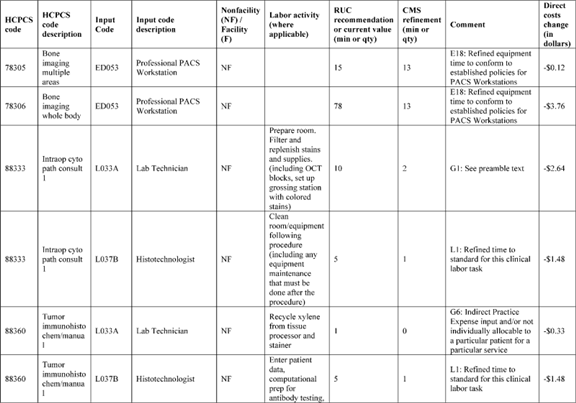 HCPCS code
HCPCS code description
Input Code
Input code description
Nonfacility (NF) / Facility (F)
Labor activity (where applicable)
RUC recommendation or current value (min or qty)
CMS refinement (min or qty)
Comment
Direct costs change (in dollars)
78305
Bone imaging multiple areas
ED053
Professional PACS Workstation
NF
15
13
E18: Refined equipment time to conform to established policies for PACS Workstations
-$0.12
78306
Bone imaging whole body
ED053
Professional PACS Workstation
NF
78
13
E18: Refined equipment time to conform to established policies for PACS Workstations
-$3.76
88333
Intraop cyto path consult 1
L033A
Lab Technician
NF
Prepare room. Filter and replenish stains and supplies. (including OCT blocks, set up grossing station with colored stains)
10
2
G1: See preamble text
-$2.64
88333
Intraop cyto path consult 1
L037B
Histotechnologist
NF
Clean room/equipment following procedure (including any equipment maintenance that must be done after the procedure)
5
1
L1: Refined time to standard for this clinical labor task
-$1.48
88360
Tumor immunohisto chem/manua l
L033A
Lab Technician
NF
Recycle xylene from tissue processor and stainer
1
0
G6: Indirect Practice Expense input and/or not individually allocable to a particular patient for a particular service
-$0.33
88360
Tumor immunohisto chem/manua l
L037B
Histotechnologist
NF
Enter patient data, computational prep for antibody testing,
5
1
L1: Refined time to standard for this clinical labor task
-$1.48